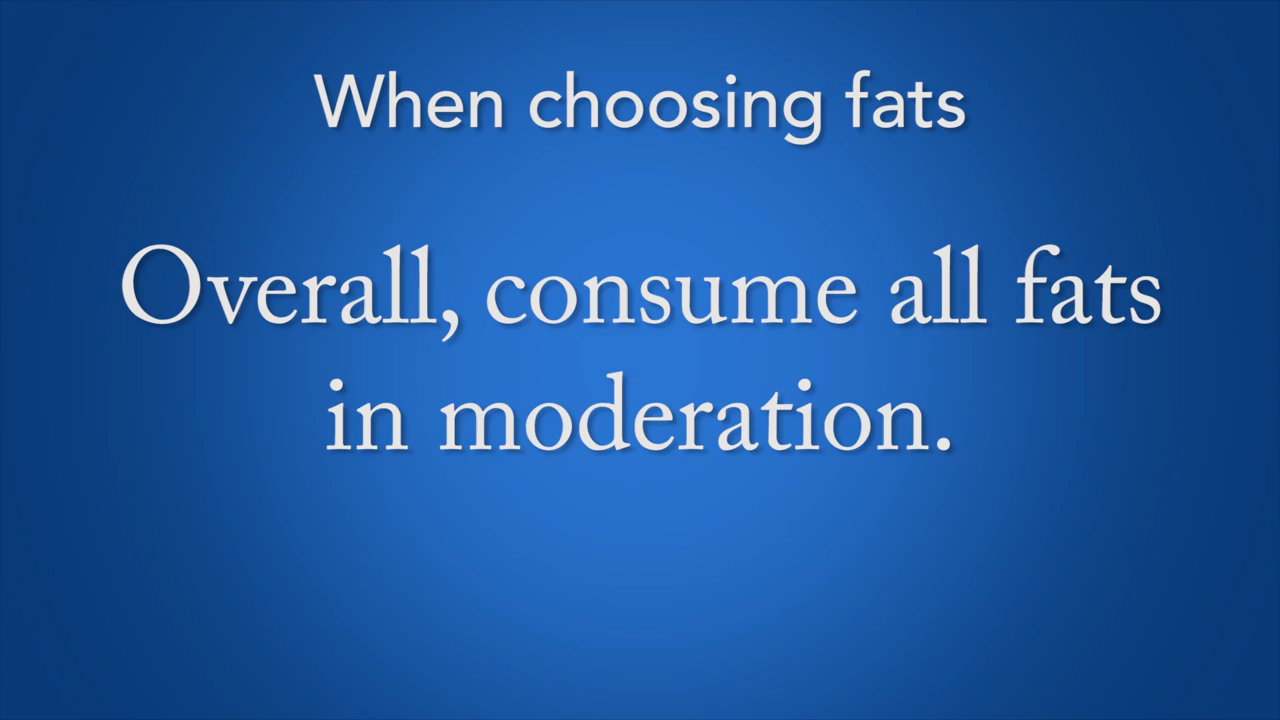 When choosing fats
Overall, consume all fats
in moderation.